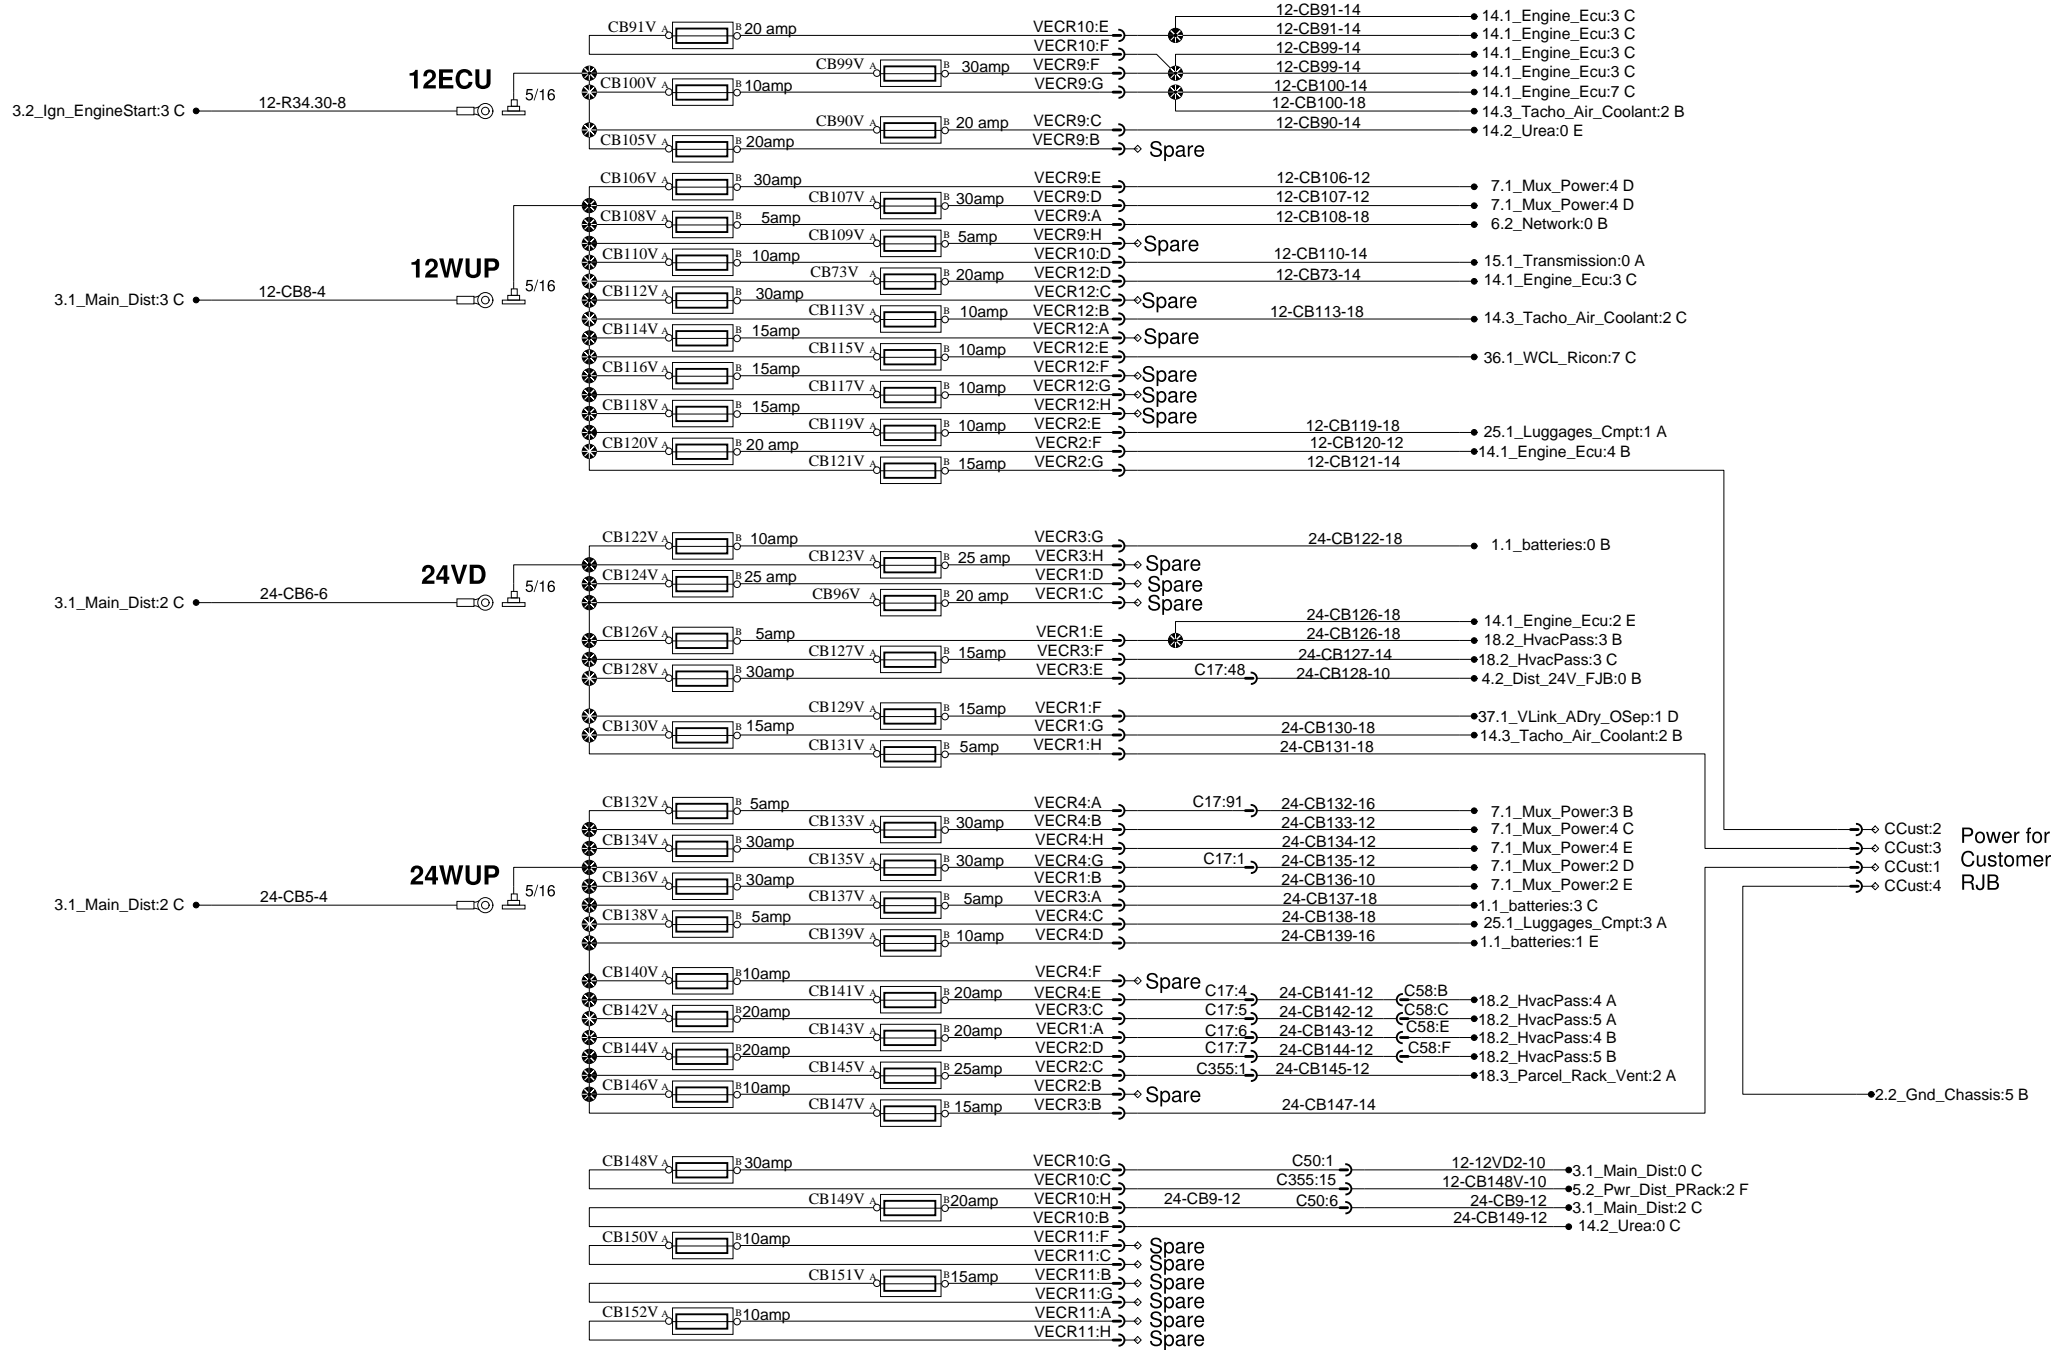 CB91V A B 20 amp VECR10:E 12-CB91-14 14.1_Engine_Ecu:3 C
VECR10:F 12-CB91-14 14.1_Engine_Ecu:3 C
12-CB99-14 14.1_Engine_Ecu:3 C
12ECU CB99V A B 30amp VECR9:F 12-CB99-14 14.1_Engine_Ecu:3 C
5/16 CB100V A B 10amp VECR9:G 12-CB100-14 14.1_Engine_Ecu:7 C
3.2_Ign_EngineStart:3 C 12-R34.30-8 12-CB100-18 14.3_Tacho_Air_Coolant:2 B
CB90V A B 20 amp VECR9:C 12-CB90-14 14.2_Urea:0 E
CB105V A B 20amp VECR9:B Spare
CB106V A B 30amp VECR9:E 12-CB106-12 7.1_Mux_Power:4 D
CB107V A B 30amp VECR9:D 12-CB107-12 7.1_Mux_Power:4 D
CB108V A B 5amp VECR9:A 12-CB108-18 6.2_Network:0 B
CB109V A B 5amp VECR9:H Spare
12WUP CB110V A B 10amp VECR10:D 12-CB110-14 15.1_Transmission:0 A
5/16 CB73V A B 20amp VECR12:D 12-CB73-14 14.1_Engine_Ecu:3 C
3.1_Main_Dist:3 C 12-CB8-4 CB112V A B 30amp VECR12:C Spare
CB113V A B 10amp VECR12:B 12-CB113-18 14.3_Tacho_Air_Coolant:2 C
CB114V A B 15amp VECR12:A Spare
CB115V A B 10amp VECR12:E 36.1_WCL_Ricon:7 C
CB116V A B 15amp VECR12:F Spare
CB117V A B 10amp VECR12:G Spare
CB118V A B 15amp VECR12:H Spare
CB119V A B 10amp VECR2:E 12-CB119-18 25.1_Luggages_Cmpt:1 A
CB120V A B 20 amp VECR2:F 12-CB120-12 14.1_Engine_Ecu:4 B
CB121V A B 15amp VECR2:G 12-CB121-14
CB122V A B 10amp VECR3:G 24-CB122-18 1.1_batteries:0 B
CB123V A B 25 amp VECR3:H Spare
24VD 5/16 CB124V A B 25 amp VECR1:D Spare
3.1_Main_Dist:2 C 24-CB6-6 CB96V A B 20 amp VECR1:C Spare
24-CB126-18 14.1_Engine_Ecu:2 E
CB126V A B 5amp VECR1:E 24-CB126-18 18.2_HvacPass:3 B
CB127V A B 15amp VECR3:F 24-CB127-14 18.2_HvacPass:3 C
CB128V A B 30amp VECR3:E C17:48 24-CB128-10 4.2_Dist_24V_FJB:0 B
CB129V A B 15amp VECR1:F 37.1_VLink_ADry_OSep:1 D
CB130V A B 15amp VECR1:G 24-CB130-18 14.3_Tacho_Air_Coolant:2 B
CB131V A B 5amp VECR1:H 24-CB131-18
CB132V A B 5amp VECR4:A C17:91 24-CB132-16 7.1_Mux_Power:3 B
CB133V A B 30amp VECR4:B 24-CB133-12 7.1_Mux_Power:4 C CCust:2 Power for
CB134V A B 30amp VECR4:H 24-CB134-12 7.1_Mux_Power:4 E CCust:3 Customer
24WUP CB135V A B 30amp VECR4:G C17:1 24-CB135-12 7.1_Mux_Power:2 D CCust:1 RJB
5/16 CB136V A B 30amp VECR1:B 24-CB136-10 7.1_Mux_Power:2 E CCust:4
3.1_Main_Dist:2 C 24-CB5-4 CB137V A B 5amp VECR3:A 24-CB137-18 1.1_batteries:3 C
CB138V A B 5amp VECR4:C 24-CB138-18 25.1_Luggages_Cmpt:3 A
CB139V A B 10amp VECR4:D 24-CB139-16 1.1_batteries:1 E
CB140V A B 10amp VECR4:F Spare
CB141V A B 20amp VECR4:E C17:4 24-CB141-12 C58:B 18.2_HvacPass:4 A
CB142V A B 20amp VECR3:C C17:5 24-CB142-12 C58:C 18.2_HvacPass:5 A
CB143V A B 20amp VECR1:A C17:6 24-CB143-12 C58:E 18.2_HvacPass:4 B
CB144V A B 20amp VECR2:D C17:7 24-CB144-12 C58:F 18.2_HvacPass:5 B
CB145V A B 25amp VECR2:C C355:1 24-CB145-12 18.3_Parcel_Rack_Vent:2 A
CB146V A B 10amp VECR2:B Spare 2.2_Gnd_Chassis:5 B
CB147V A B 15amp VECR3:B 24-CB147-14
CB148V A B 30amp VECR10:G C50:1 12-12VD2-10 3.1_Main_Dist:0 C
VECR10:C C355:15 12-CB148V-10 5.2_Pwr_Dist_PRack:2 F
CB149V A B 20amp VECR10:H 24-CB9-12 C50:6 24-CB9-12 3.1_Main_Dist:2 C
VECR10:B 24-CB149-12 14.2_Urea:0 C
CB150V A B 10amp VECR11:F Spare
VECR11:C Spare
CB151V A B 15amp VECR11:B Spare
VECR11:G Spare
CB152V A B 10amp VECR11:A Spare
VECR11:H Spare